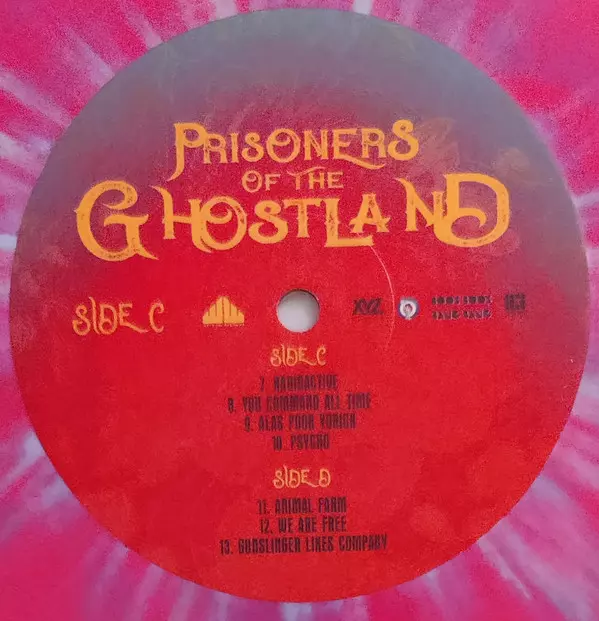 PRISONERS
OF THE
GHOSTLAND
SIDE C
XYZ
SIDE C
7. RADIOACTIVE
8. YOU COMMAND ALL TIME
9. ALAS POOR YORICK
10. PSYCHO
SIDE D
11. ANIMAL FARM
12. WE ARE FREE
13. GUNSLINGER LIKES COMPANY